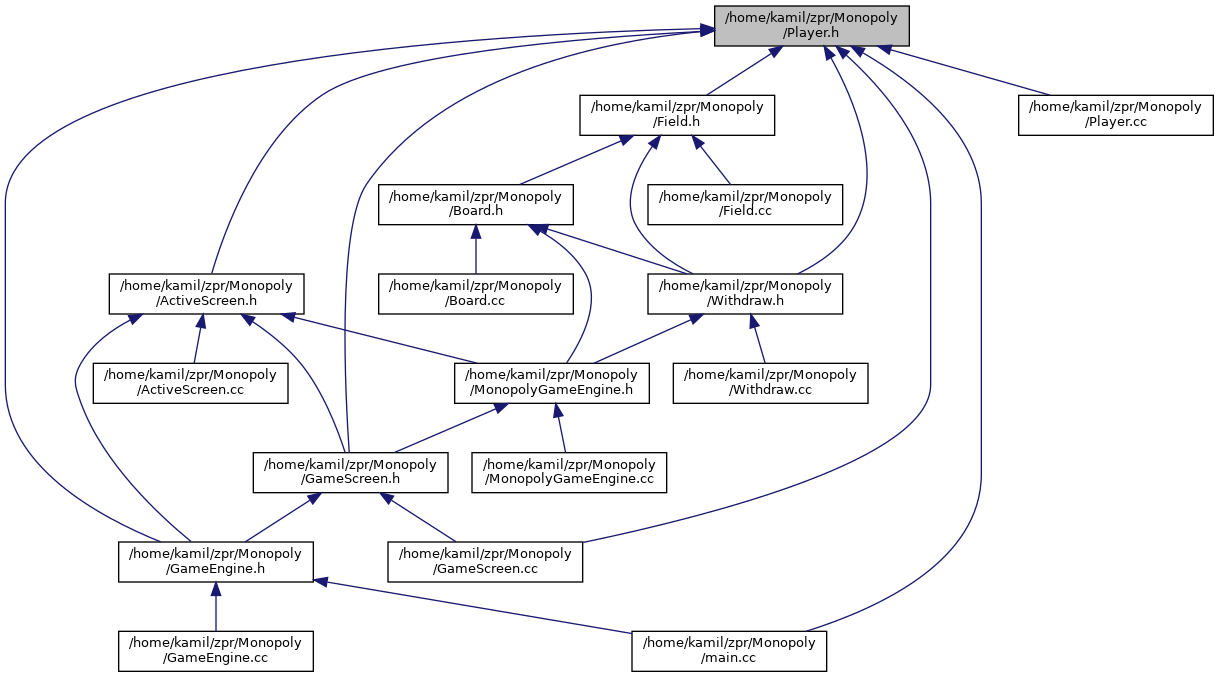 /home/kamil/zpr/Monopoly
/Player.h
/home/kamil/zpr/Monopoly
/Field.h
/home/kamil/zpr/Monopoly
/Player.cc
/home/kamil/zpr/Monopoly
/Board.h
/home/kamil/zpr/Monopoly
/Field.cc
/home/kamil/zpr/Monopoly
/ActiveScreen.h
/home/kamil/zpr/Monopoly
/Board.cc
/home/kamil/zpr/Monopoly
/Withdraw.h
/home/kamil/zpr/Monopoly
/ActiveScreen.cc
/home/kamil/zpr/Monopoly
/MonopolyGameEngine.h
/home/kamil/zpr/Monopoly
/Withdraw.cc
/home/kamil/zpr/Monopoly
/GameScreen.h
/home/kamil/zpr/Monopoly
/MonopolyGameEngine.cc
/home/kamil/zpr/Monopoly
/GameEngine.h
/home/kamil/zpr/Monopoly
/GameScreen.cc
/home/kamil/zpr/Monopoly
/GameEngine.cc
/home/kamil/zpr/Monopoly
/main.cc